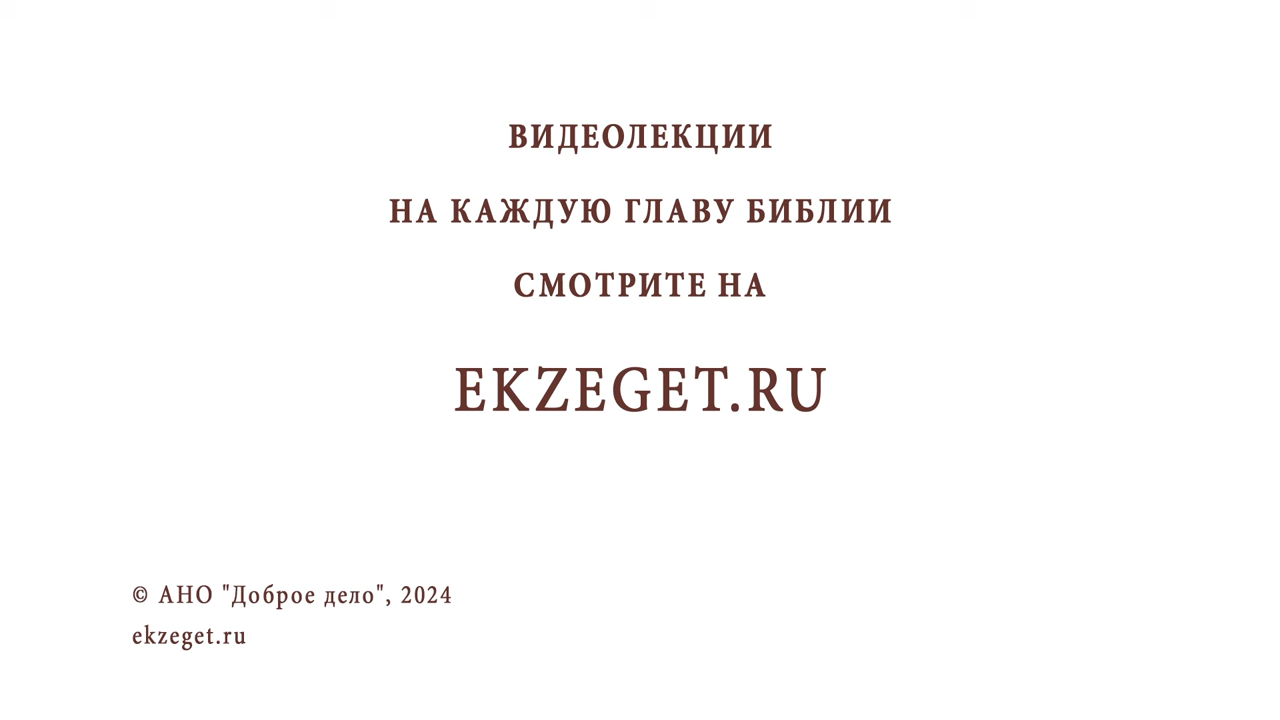 ВИДЕОЛЕКЦИИ
НА КАЖДУЮ ГЛАВУ БИБЛИИ
СМОТРИТЕ НА
EKZEGET.RU
© АНО "Доброе дело", 2024
ekzeget.ru